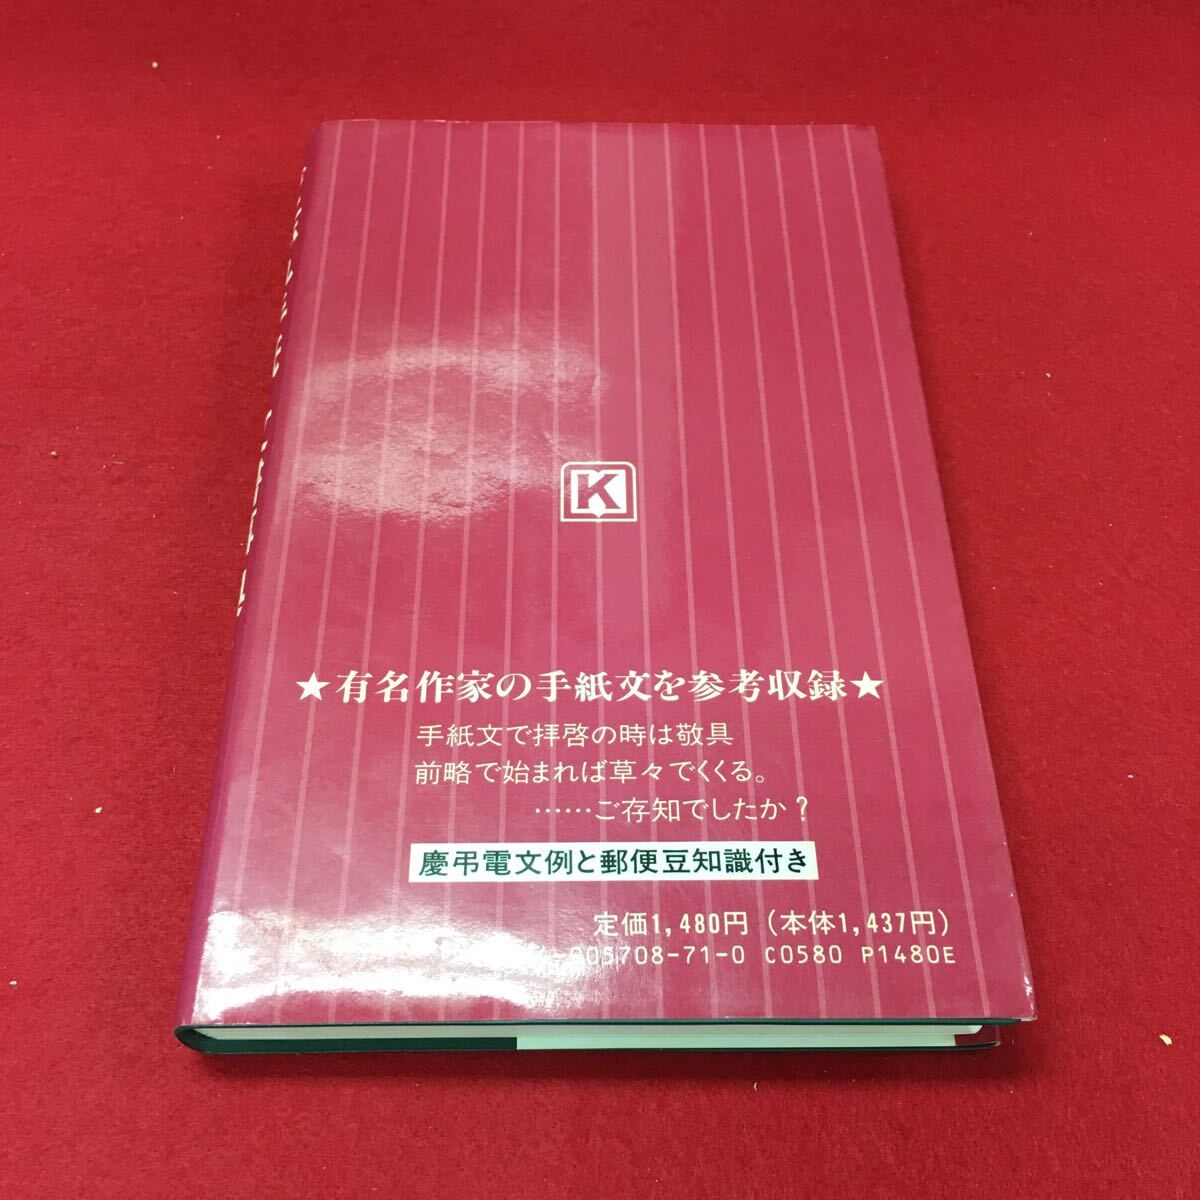 K
★有名作家の手紙文を参考収録★
手紙文で拝啓の時は敬具
前略で始まれば草々でくくる。
……ご存知でしたか?
慶弔電文例と郵便豆知識付き
定価1,480円(本体1,437円)
005708-71-0 C0580 P1480E